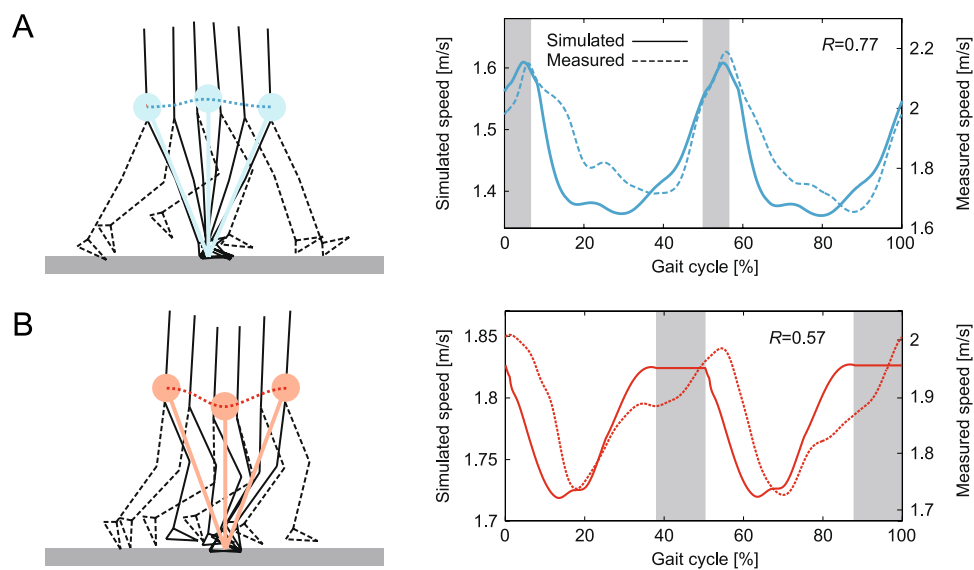 A
Simulated speed [m/s]
1.6
1.5
1.4
Simulated
Measured
R=0.77
2.2
2
1.8
1.6
Measured speed [m/s]
0 20 40 60 80 100
Gait cycle [%]
B
Simulated speed [m/s]
1.85
1.8
1.75
1.7
R=0.57
2
1.9
1.8
1.7
Measured speed [m/s]
0 20 40 60 80 100
Gait cycle [%]